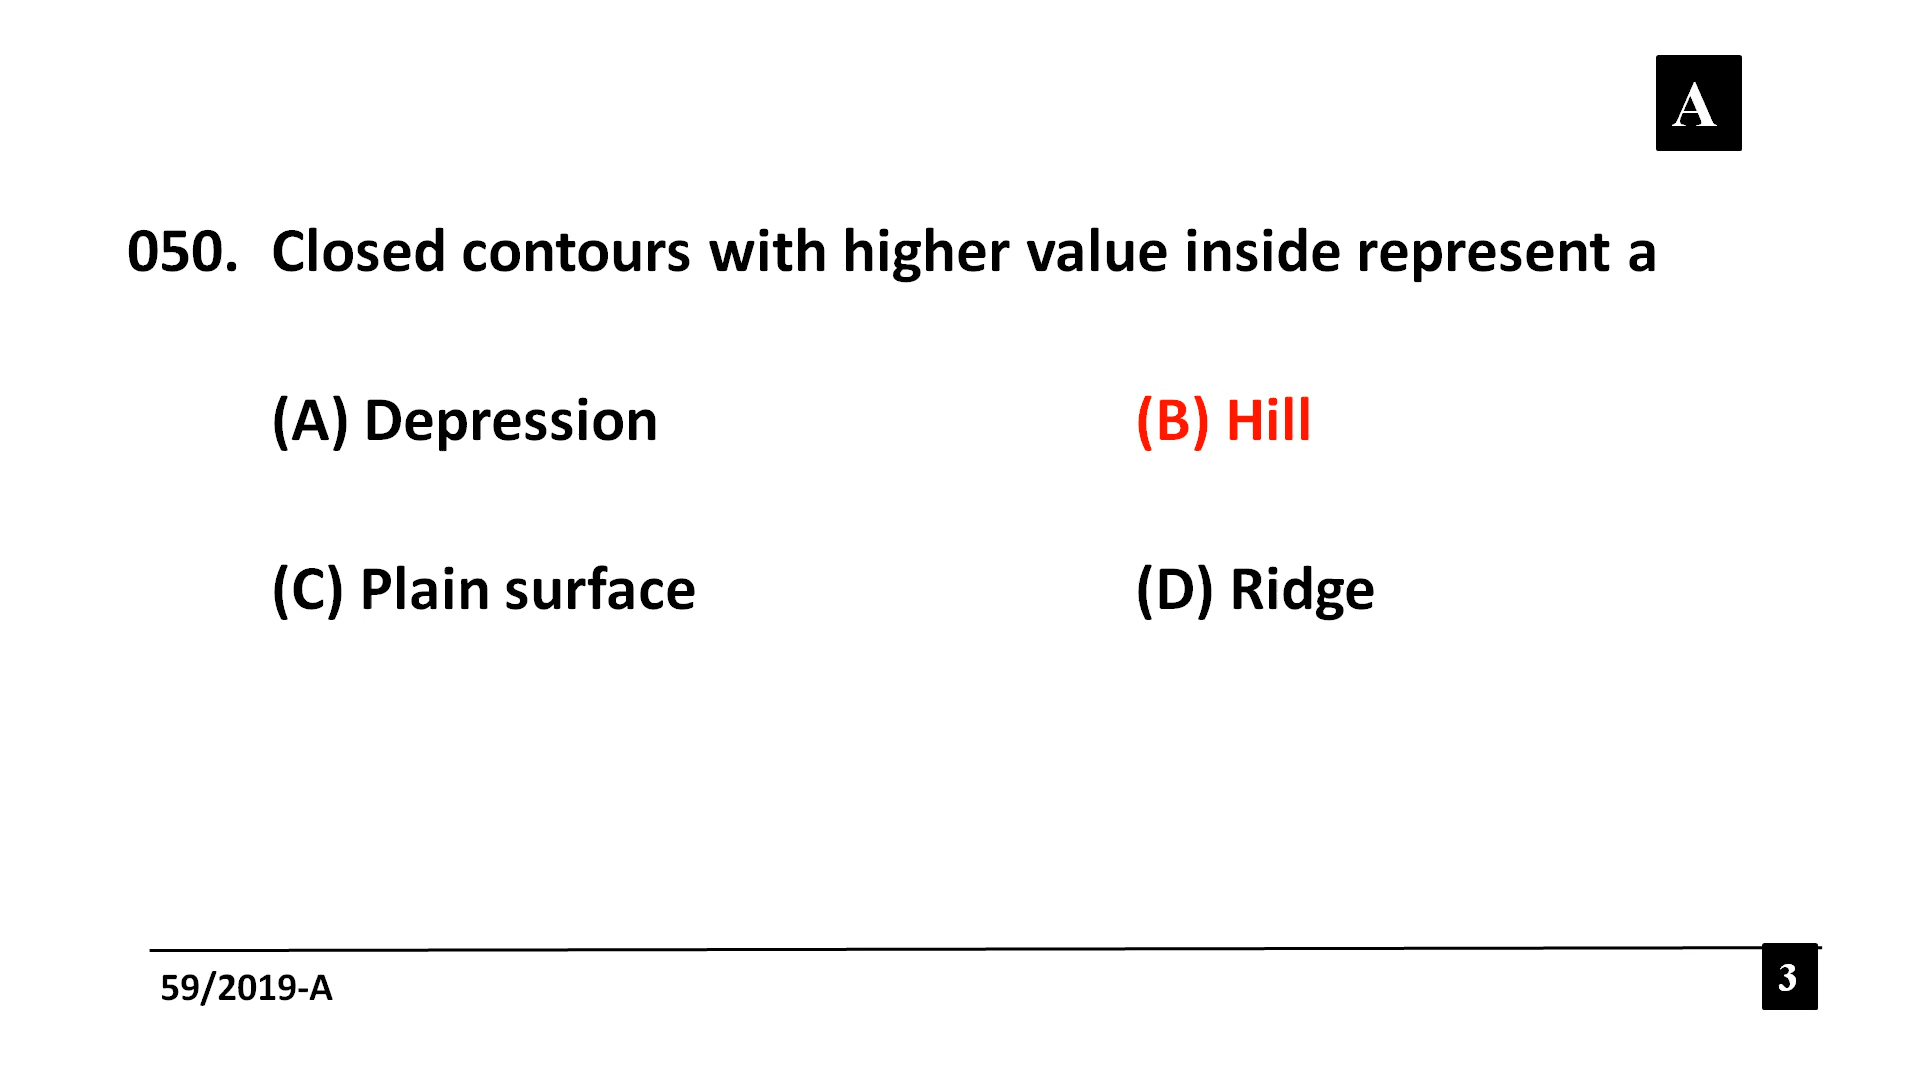 A
050. Closed contours with higher value inside represent a
(A) Depression (B) Hill
(C) Plain surface (D) Ridge
59/2019-A 3